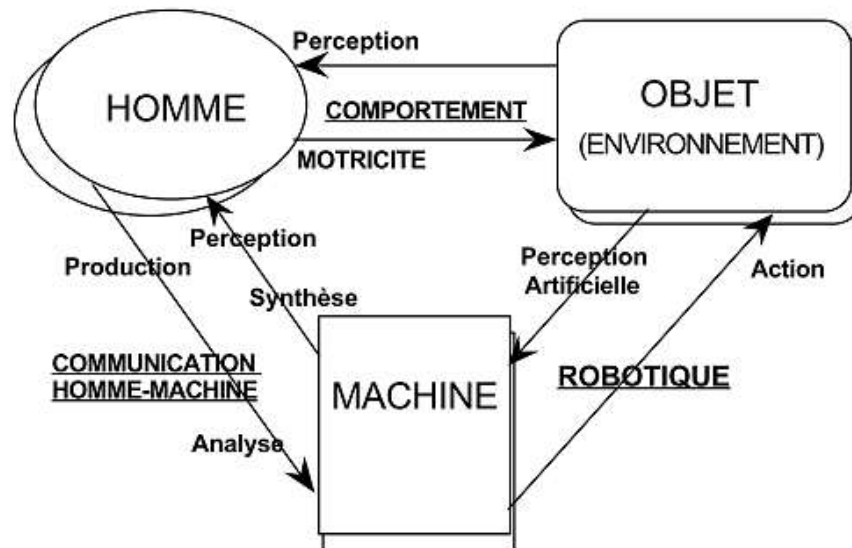 Perception
HOMME
OBJET
COMPORTEMENT
(ENVIRONNEMENT)
MOTRICITE
Perception
Production
Perception
Artificielle
Action
Synthèse
COMMUNICATION
HOMME-MACHINE
ROBOTIQUE
MACHINE
Analyse